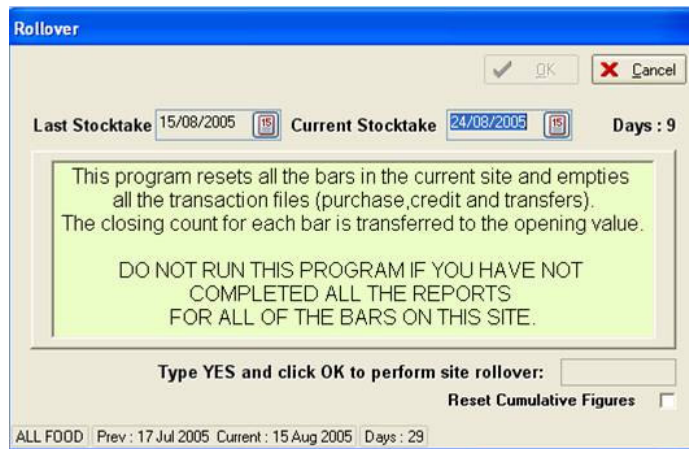 Rollover
OK Cancel
Last Stocktake 15/08/2005 15 Current Stocktake 24/08/2005 15 Days : 9
This program resets all the bars in the current site and empties
all the transaction files (purchase,credit and transfers).
The closing count for each bar is transferred to the opening value.
DO NOT RUN THIS PROGRAM IF YOU HAVE NOT
COMPLETED ALL THE REPORTS
FOR ALL OF THE BARS ON THIS SITE.
Type YES and click OK to perform site rollover:
Reset Cumulative Figures
ALL FOOD Prev : 17 Jul 2005 Current : 15 Aug 2005 Days : 29